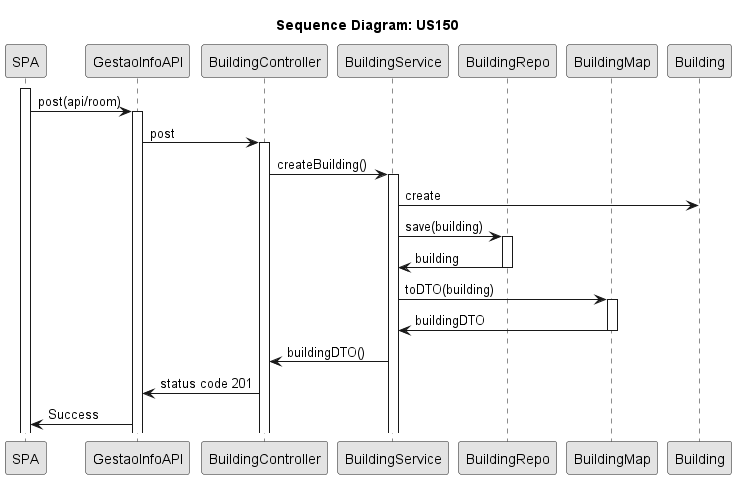 Sequence Diagram: US150
SPA
GestaoInfoAPI
BuildingController
BuildingService
BuildingRepo
BuildingMap
Building
post(api/room)
post
createBuilding()
create
save(building)
building
toDTO(building)
buildingDTO
buildingDTO()
status code 201
Success
SPA
GestaoInfoAPI
BuildingController
BuildingService
BuildingRepo
BuildingMap
Building